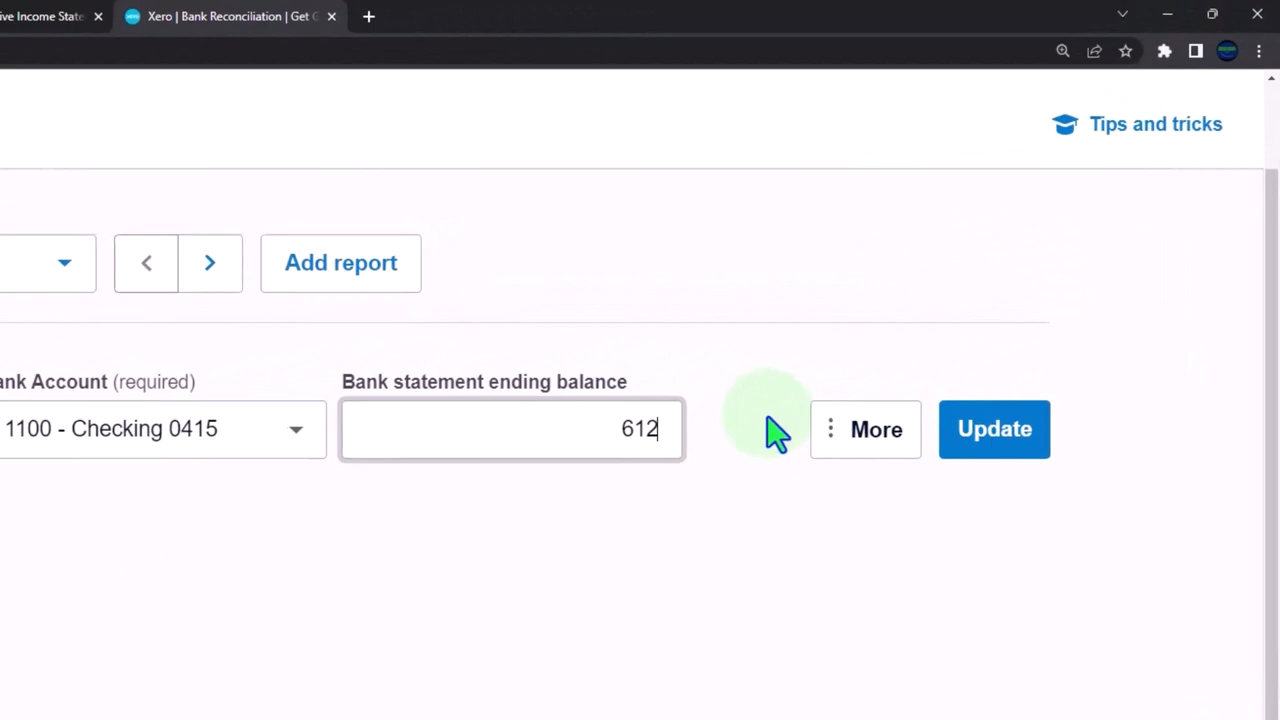 ive Income State
Xero | Bank Reconciliation | Get G
Tips and tricks
Add report
ank Account (required)
Bank statement ending balance
1100 - Checking 0415
612
More
Update